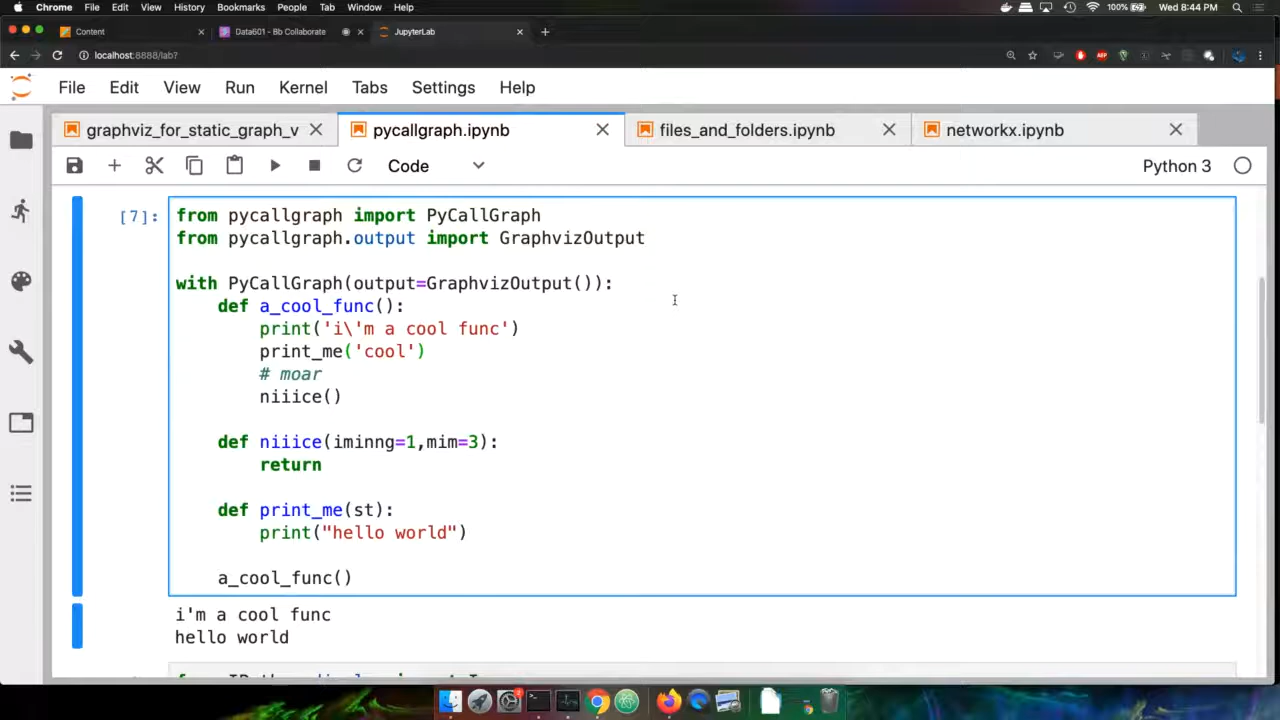 Chrome File Edit View History Bookmarks People Tab Window Help 100% Wed 8:44 PM
Content Data601 - Bb Collaborate JupyterLab
localhost:8888/lab?
File Edit View Run Kernel Tabs Settings Help
graphviz_for_static_graph_v pycallgraph.ipynb files_and_folders.ipynb networkx.ipynb
Code Python 3
[7]: from pycallgraph import PyCallGraph
from pycallgraph.output import GraphvizOutput
with PyCallGraph(output=GraphvizOutput()):
def a_cool_func():
print('i\'m a cool func')
print_me('cool')
# moar
niiice()
def niiice(iminng=1,mim=3):
return
def print_me(st):
print("hello world")
a_cool_func()
i'm a cool func
hello world